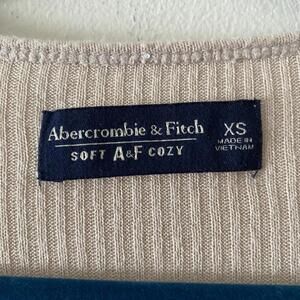 Abercrombie & Fitch
SOFT A&F COZY
XS
MADE IN
VIETNAM